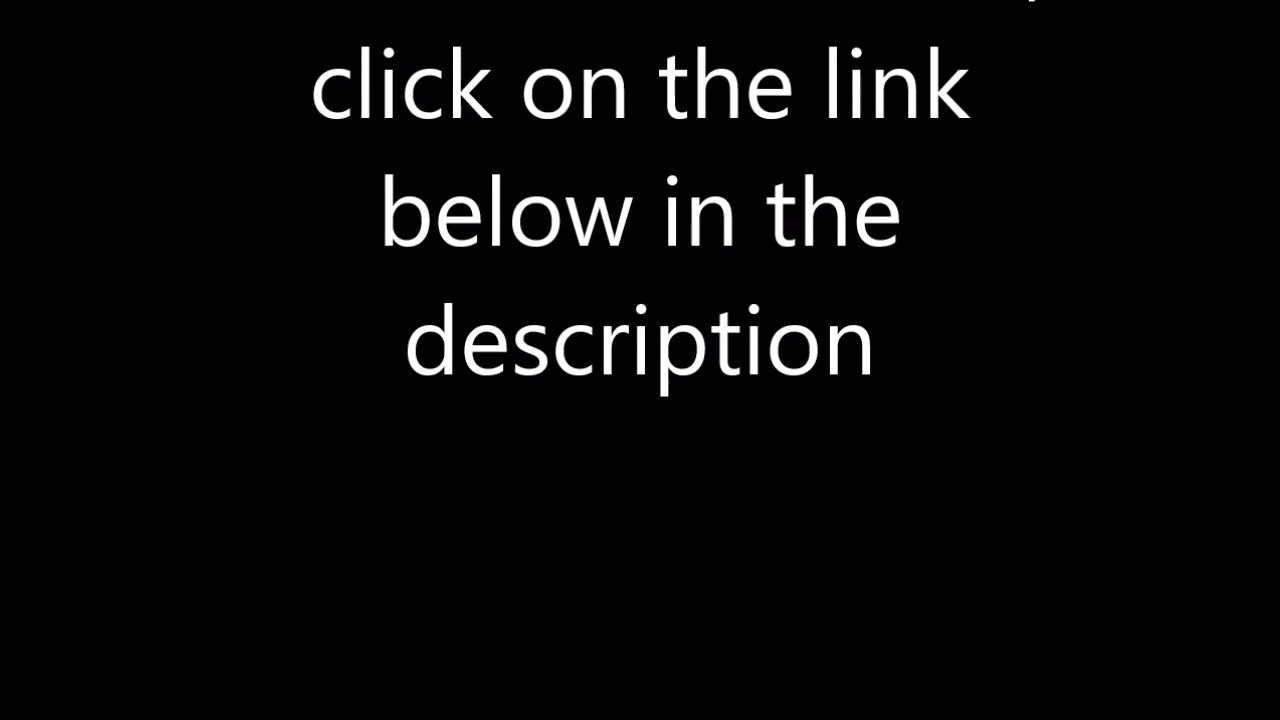 click on the link
below in the
description